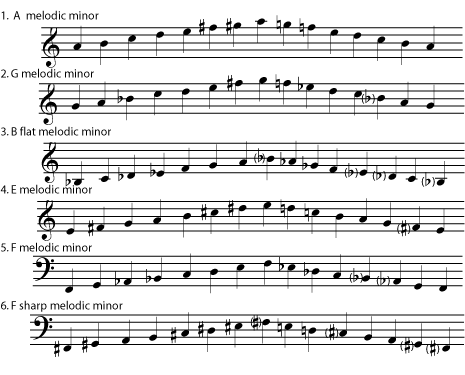 1. A melodic minor
2. G melodic minor
3. B flat melodic minor
4. E melodic minor
5. F melodic minor
6. F sharp melodic minor